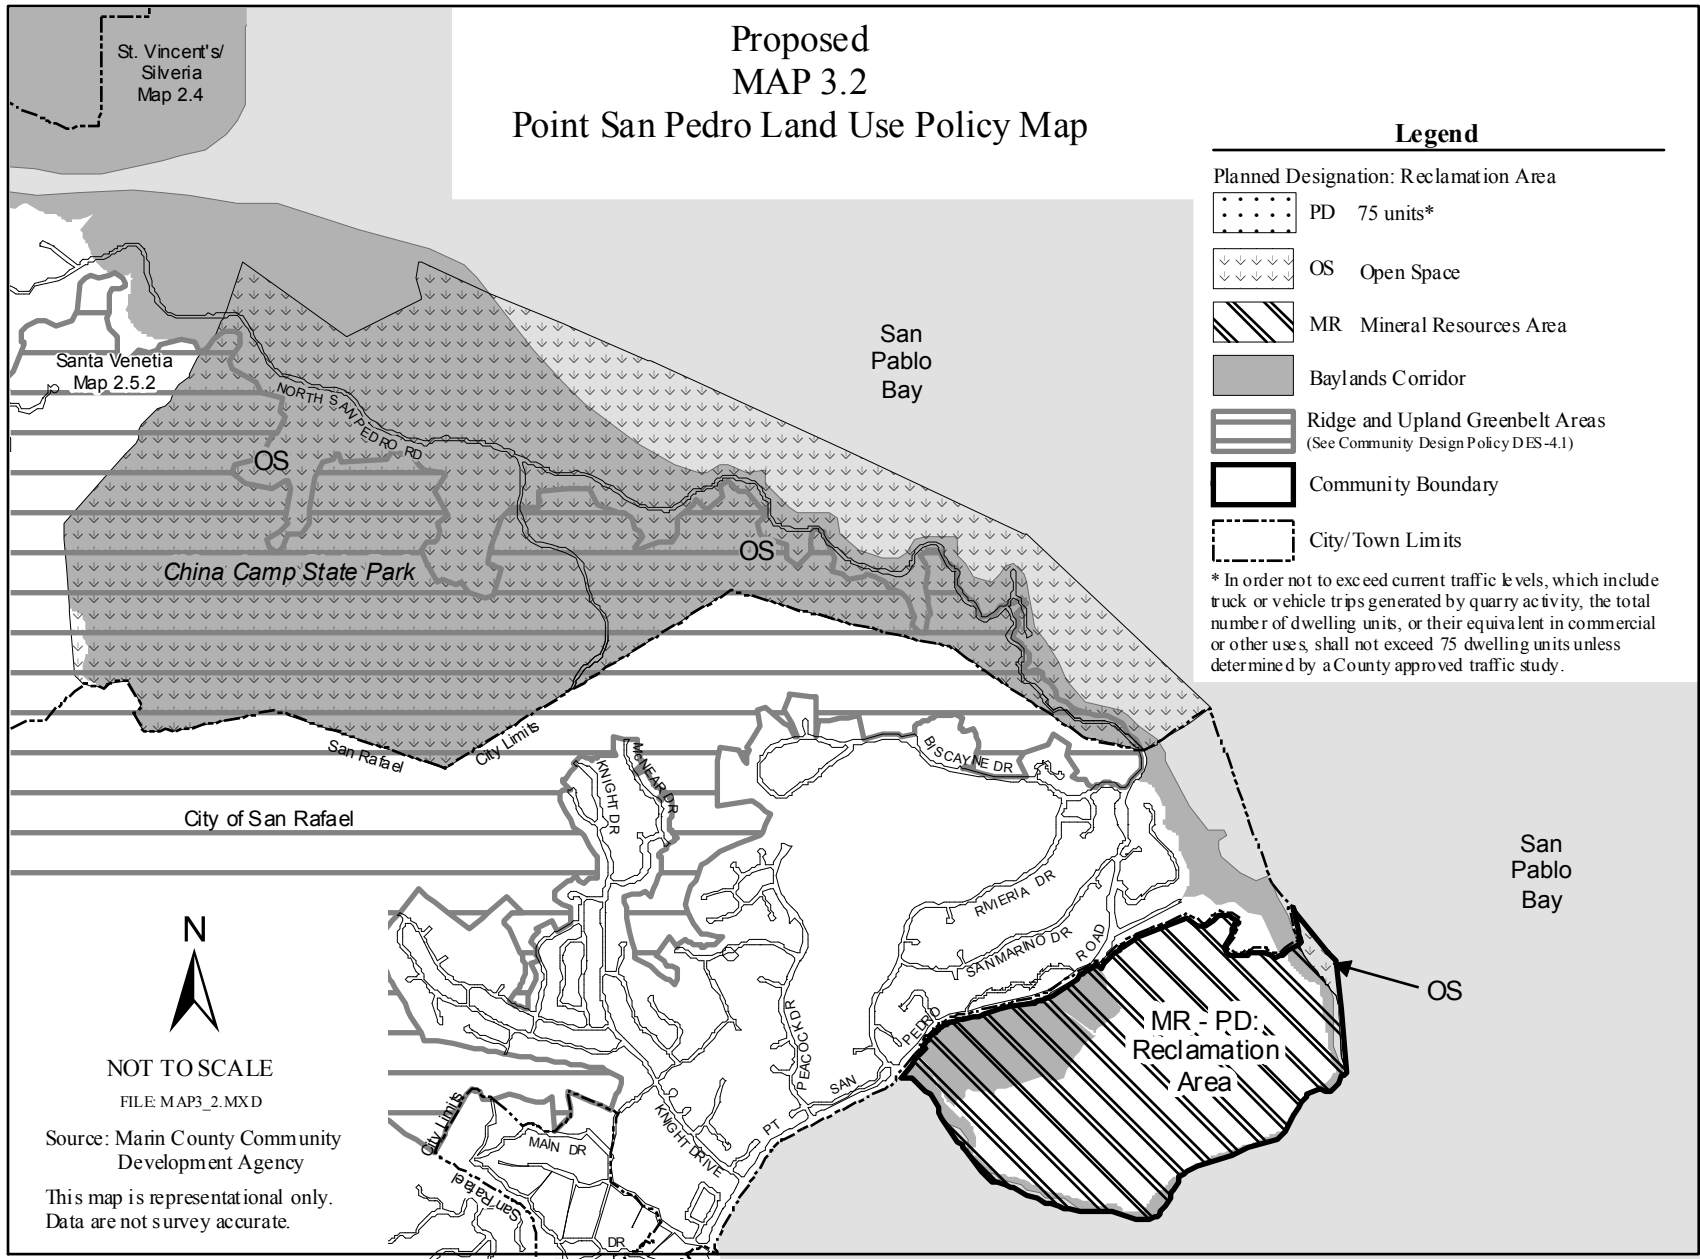 Proposed
MAP 3.2
Point San Pedro Land Use Policy Map
St. Vincent's/
Silveria
Map 2.4
Legend
Planned Designation: Reclamation Area
PD 75 units*
OS Open Space
MR Mineral Resources Area
Baylands Corridor
Ridge and Upland Greenbelt Areas
(See Community Design Policy DES-4.1)
Community Boundary
City/Town Limits
* In order not to exceed current traffic levels, which include
truck or vehicle trips generated by quarry activity, the total
number of dwelling units, or their equivalent in commercial
or other uses, shall not exceed 75 dwelling units unless
determined by a County approved traffic study.
San
Pablo
Bay
Santa Venetia
Map 2.5.2
NORTH SAN PEDRO RD
OS
OS
China Camp State Park
San Rafael
City Limits
City of San Rafael
KNIGHT DR
McNEAR DR
BISCAYNE DR
RIVIERIA DR
SAN MARINO DR
San
Pablo
Bay
PT SAN PEDRO ROAD
PEACOCK DR
OS
MR - PD:
Reclamation
Area
N
NOT TO SCALE
FILE: MAP3_2.MXD
Source: Marin County Community
Development Agency
This map is representational only.
Data are not survey accurate.
City Limits
San Rafael
MAIN DR
KNIGHT DRIVE
DR